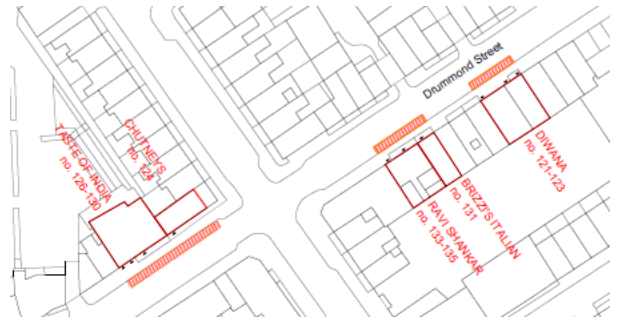 Drummond Street
TASTE OF INDIA
no. 126-130
CHUTNEYS
no. 124
DIWANA
no. 121-123
BRIZZI'S ITALIAN
no. 131
RAVI SHANKAR
no. 133-135